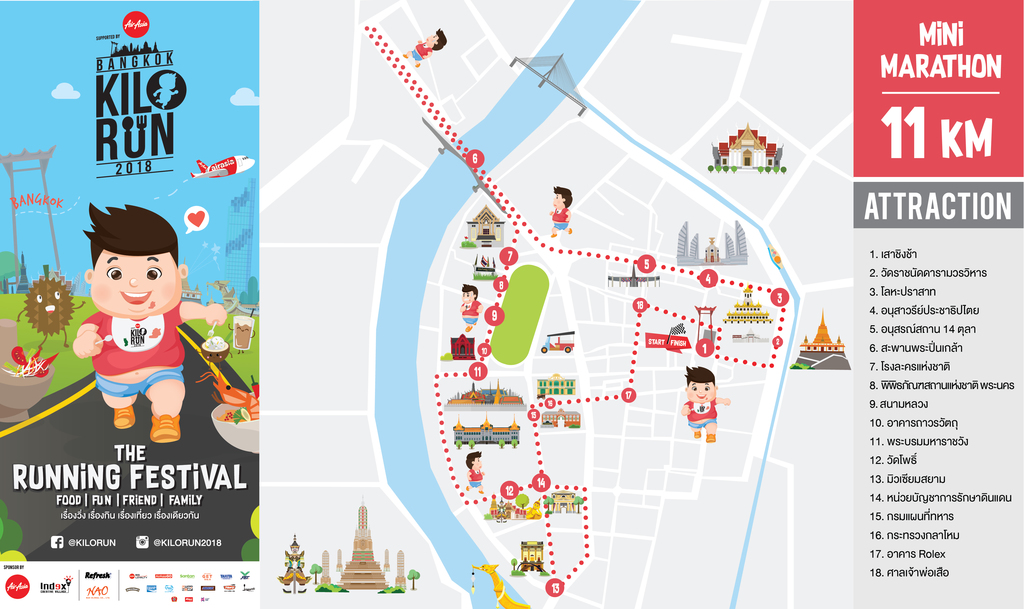 AirAsia
SUPPORTED BY
BANGKOK
KILO
RUN
2018
airasia
BANGKOK
KILO
RUN
THE
RUNNING FESTIVAL
FOOD | FUN | FRIEND | FAMILY
เรื่องวิ่ง เรื่องกิน เรื่องเที่ยว เรื่องเดียวกัน
@KILORUN
@KILORUN2018
SPONSOR BY
AirAsia
Index
CREATIVE VILLAGE
Refresh
NAO
6
7
8
9
10
11
5
4
3
18
START
FINISH
1
2
17
16
15
14
12
13
MINI
MARATHON
11 KM
ATTRACTION
1. เสาชิงช้า
2. วัดราชนัดดารามวรวิหาร
3. โลหะปราสาท
4. อนุสาวรีย์ประชาธิปไตย
5. อนุสรณ์สถาน 14 ตุลา
6. สะพานพระปิ่นเกล้า
7. โรงละครแห่งชาติ
8. พิพิธภัณฑสถานแห่งชาติ พระนคร
9. สนามหลวง
10. อาคารถาวรวัตถุ
11. พระบรมมหาราชวัง
12. วัดโพธิ์
13. มิวเซียมสยาม
14. หน่วยบัญชาการรักษาดินแดน
15. กรมแผนที่ทหาร
16. กระทรวงกลาโหม
17. อาคาร Rolex
18. ศาลเจ้าพ่อเสือ